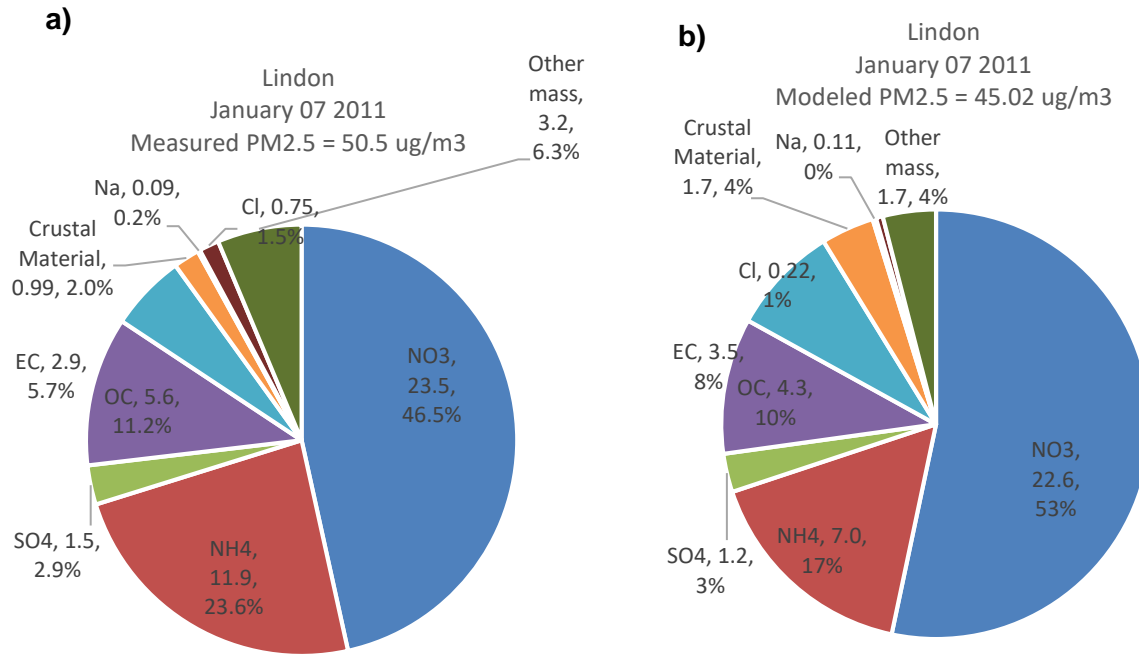 a)
Lindon
January 07 2011
Measured PM2.5 = 50.5 ug/m3
Other
mass,
3.2,
6.3%
Na, 0.09,
0.2%
Cl, 0.75,
1.5%
Crustal
Material,
0.99, 2.0%
EC, 2.9,
5.7%
OC, 5.6,
11.2%
NO3,
23.5,
46.5%
SO4, 1.5,
2.9%
NH4,
11.9,
23.6%
b)
Lindon
January 07 2011
Modeled PM2.5 = 45.02 ug/m3
Crustal
Material,
1.7, 4%
Na, 0.11,
0%
Other
mass,
1.7, 4%
Cl, 0.22,
1%
EC, 3.5,
8%
OC, 4.3,
10%
NO3,
22.6,
53%
SO4, 1.2,
3%
NH4, 7.0,
17%